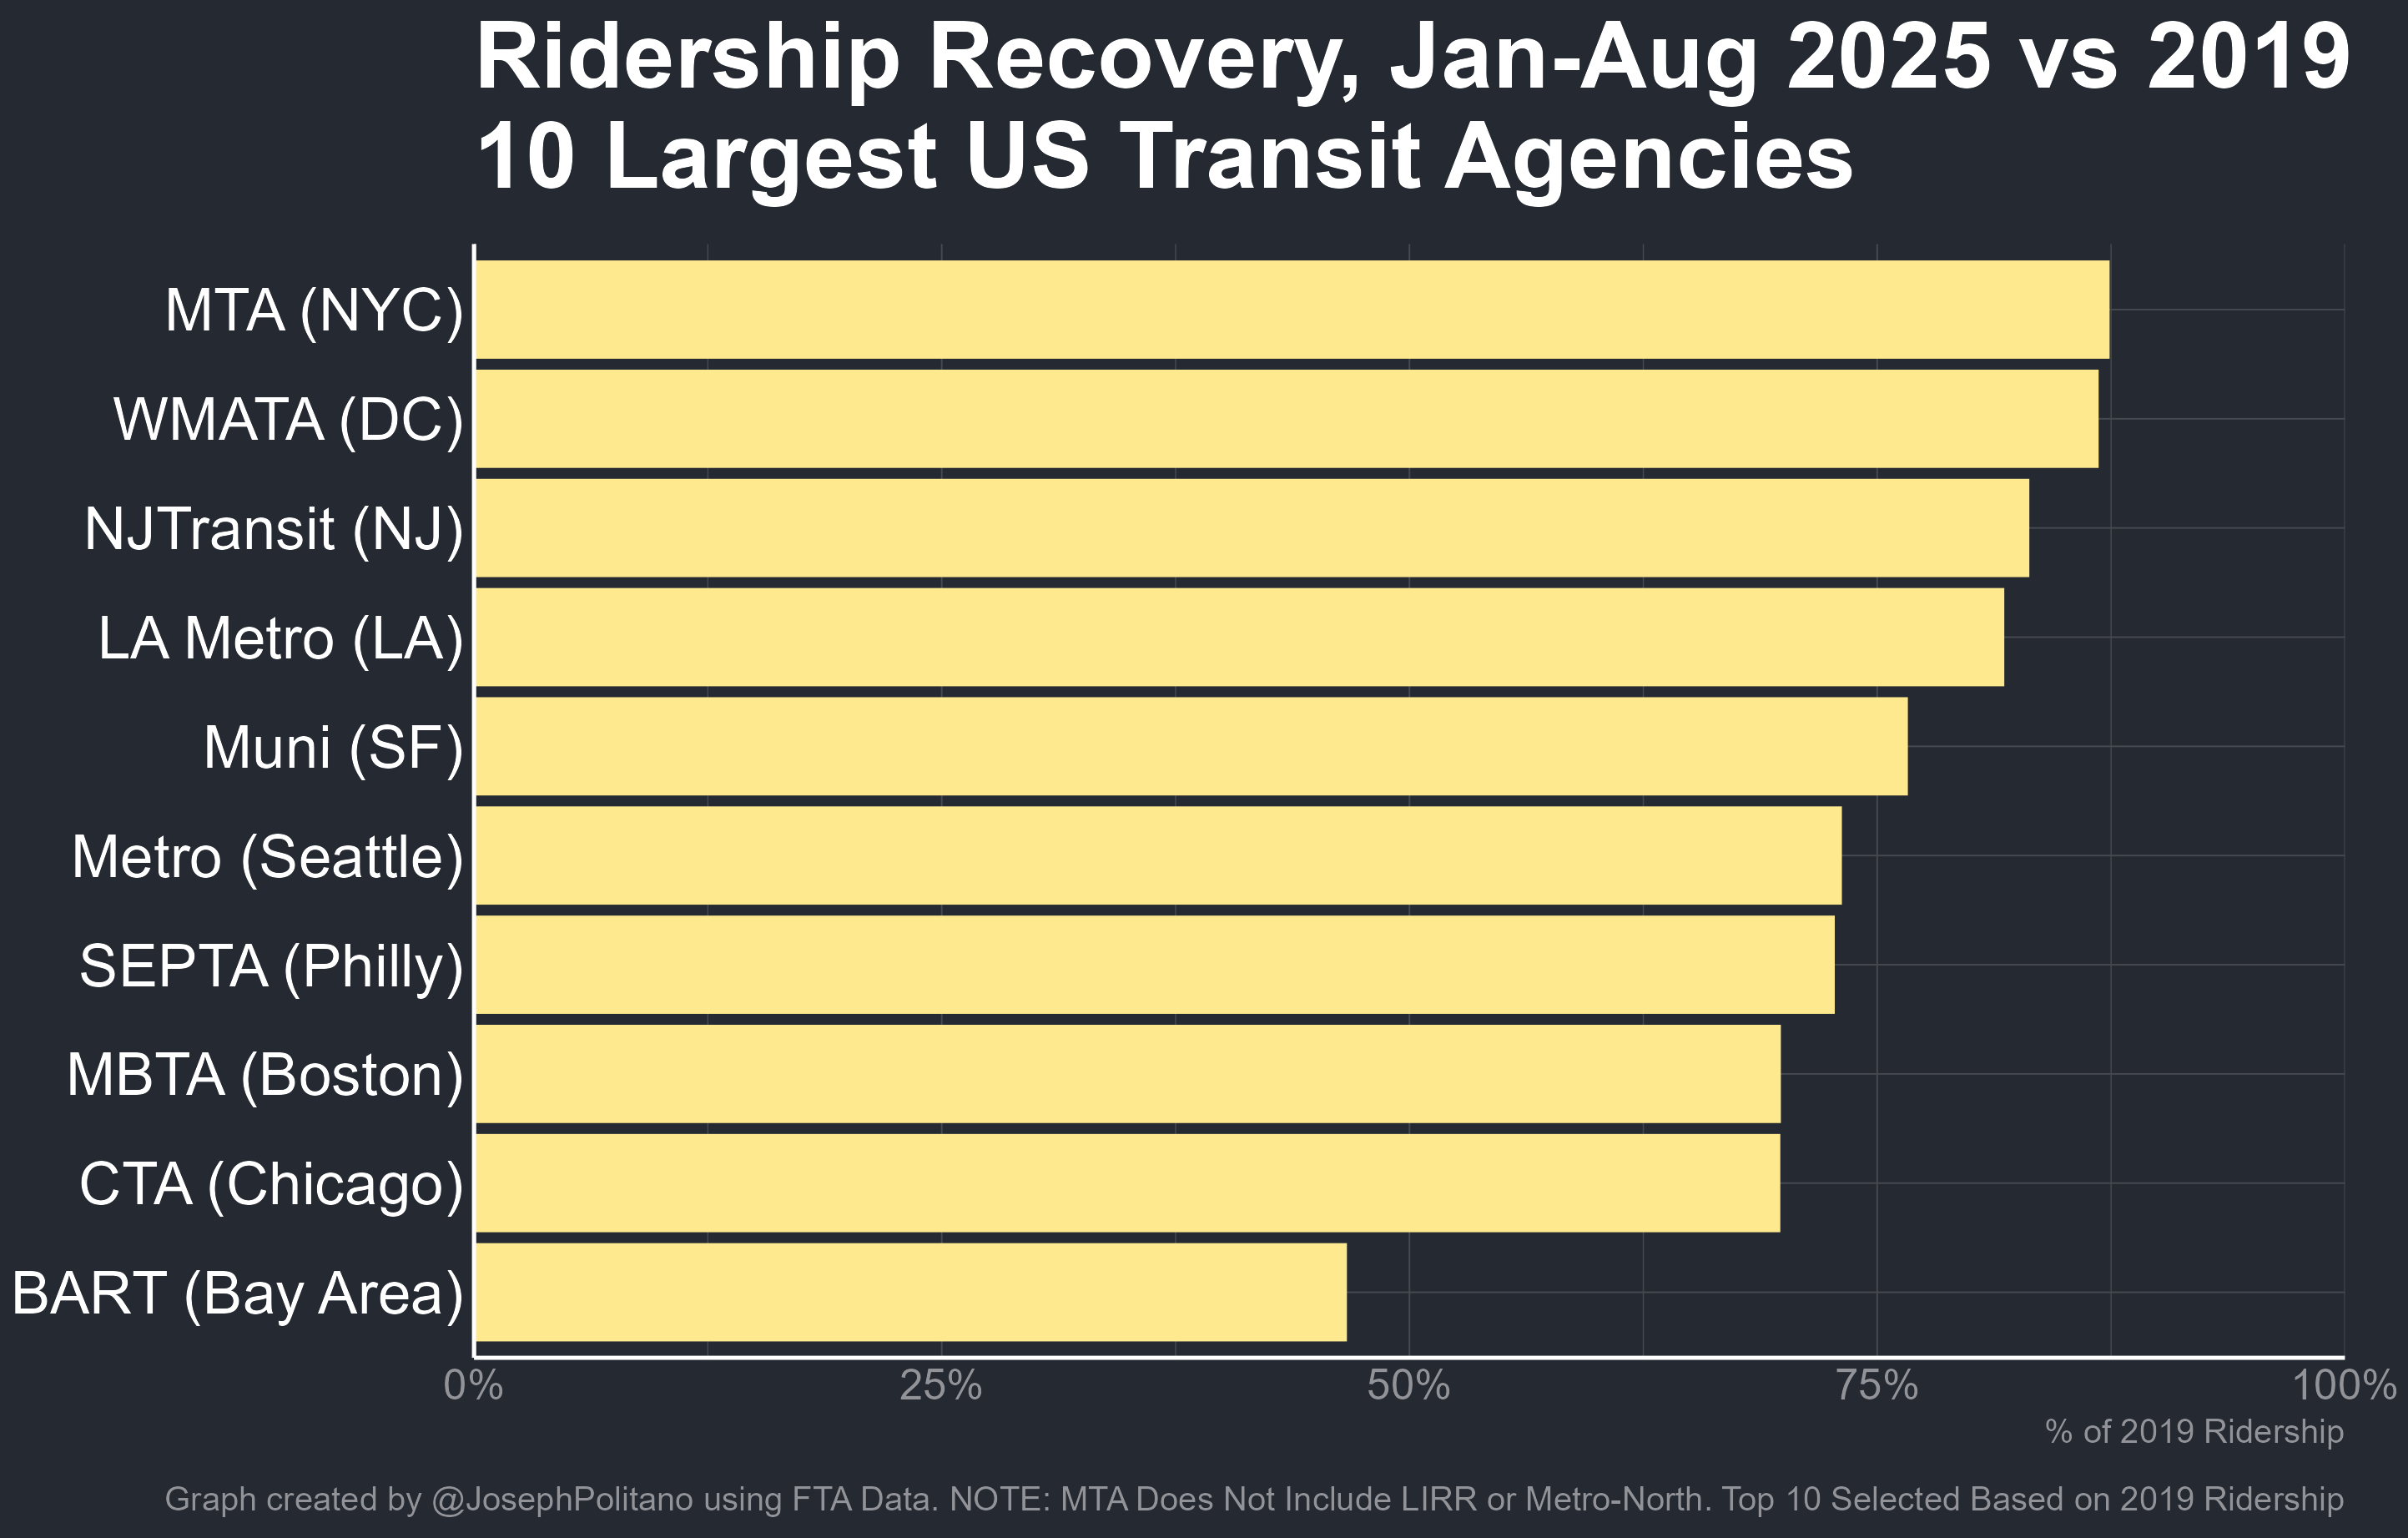 Ridership Recovery, Jan-Aug 2025 vs 2019
10 Largest US Transit Agencies
MTA (NYC)
WMATA (DC)
NJTransit (NJ)
LA Metro (LA)
Muni (SF)
Metro (Seattle)
SEPTA (Philly)
MBTA (Boston)
CTA (Chicago)
BART (Bay Area)
0% 25% 50% 75% 100%
% of 2019 Ridership
Graph created by @JosephPolitano using FTA Data. NOTE: MTA Does Not Include LIRR or Metro-North. Top 10 Selected Based on 2019 Ridership